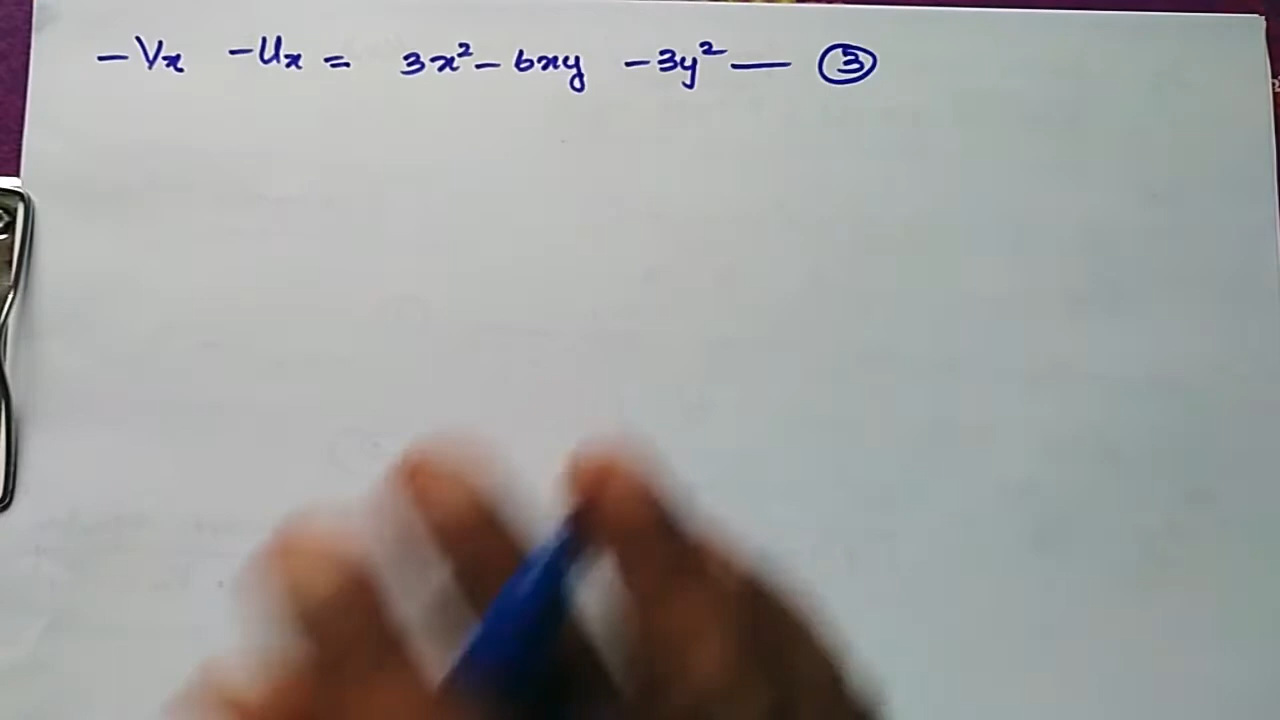 -Vx -Ux = 3x² - 6xy - 3y² — ③